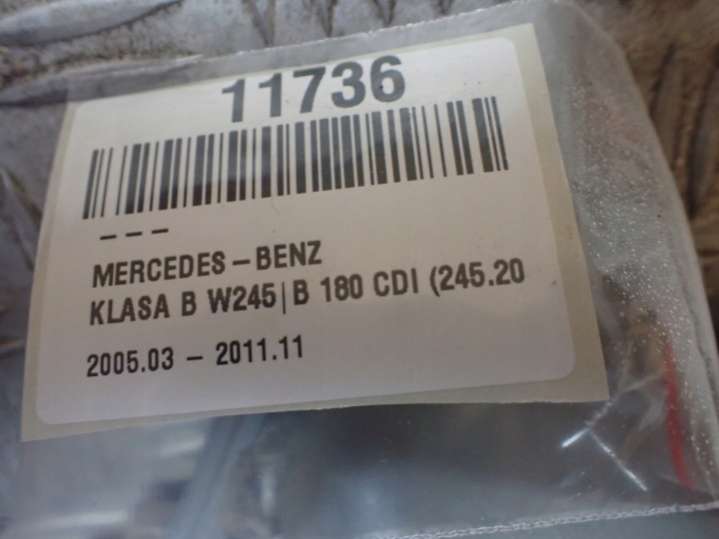 11736
– – –
MERCEDES – BENZ
KLASA B W245|B 180 CDI (245.20
2005.03 – 2011.11